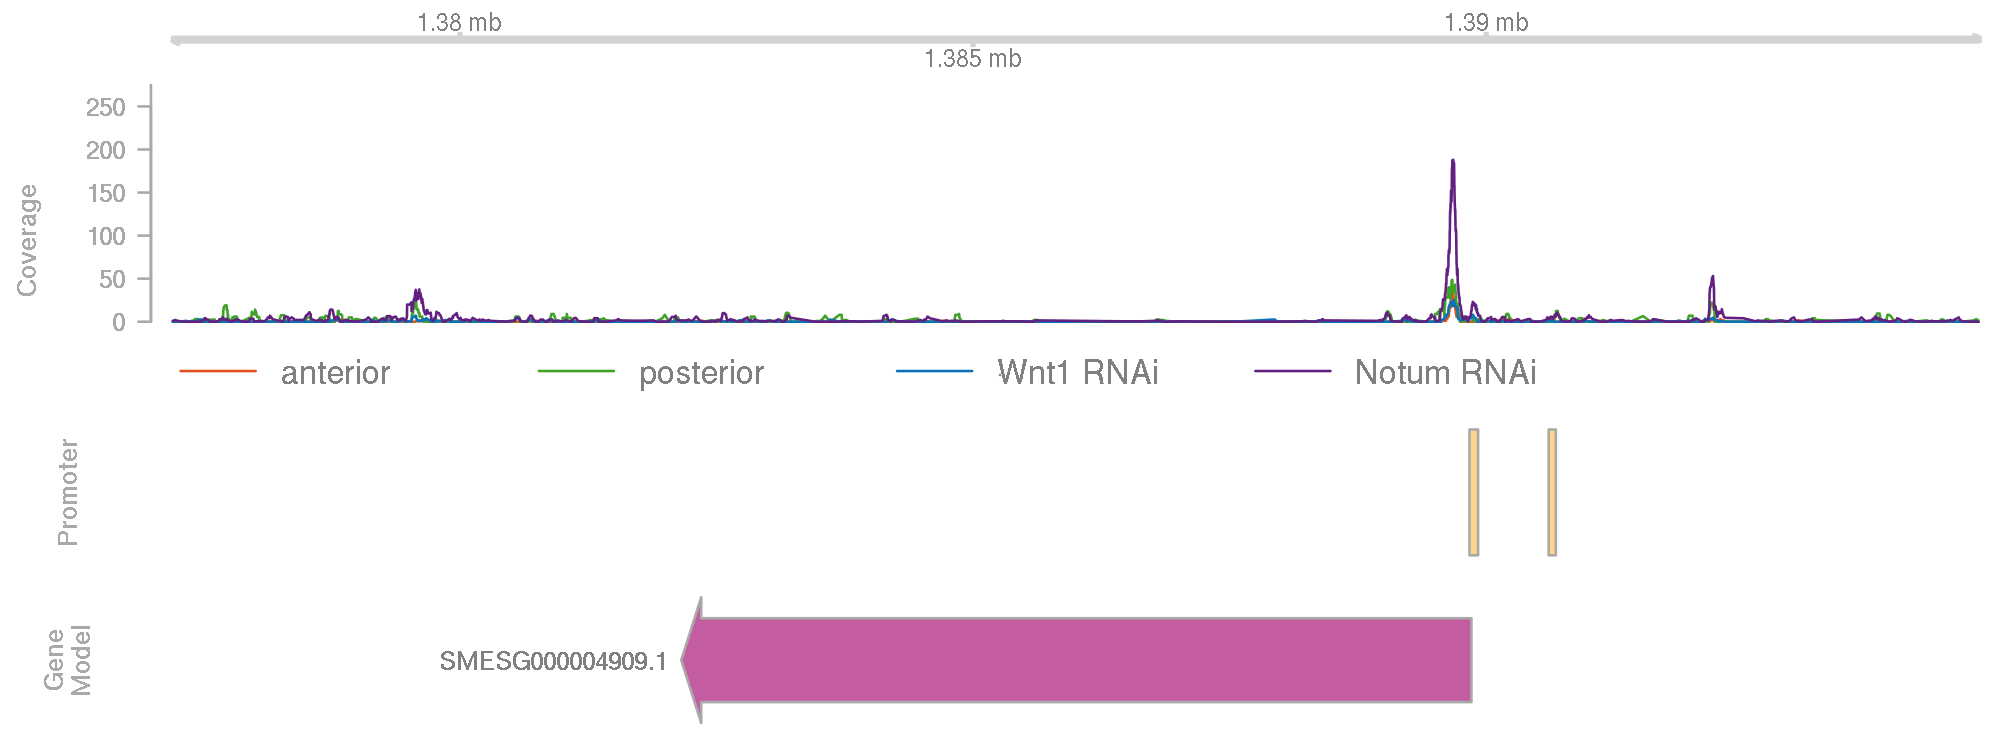 1.38 mb
1.39 mb
1.385 mb
Coverage
250
200
150
100
50
0
anterior
posterior
Wnt1 RNAi
Notum RNAi
Promoter
Gene
Model
SMESG000004909.1